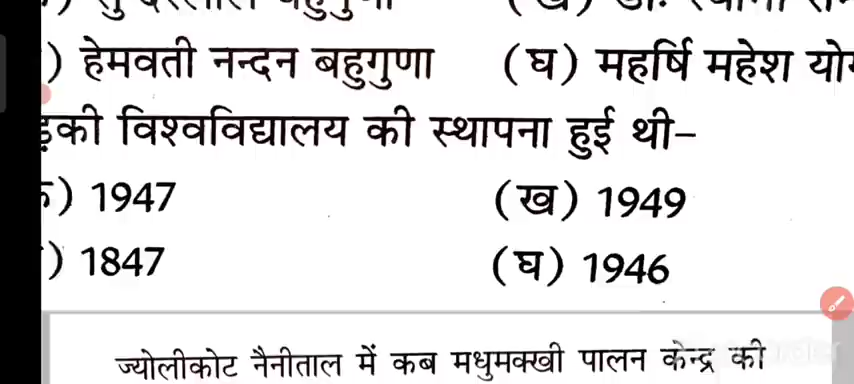 ) हेमवती नन्दन बहुगुणा (घ) महर्षि महेश
विश्वविद्यालय की स्थापना हुई थी–
) 1947 (ख) 1949
) 1847 (घ) 1946
ज्योलीकोट नैनीताल में कब मधुमक्खी पालन केन्द्र की